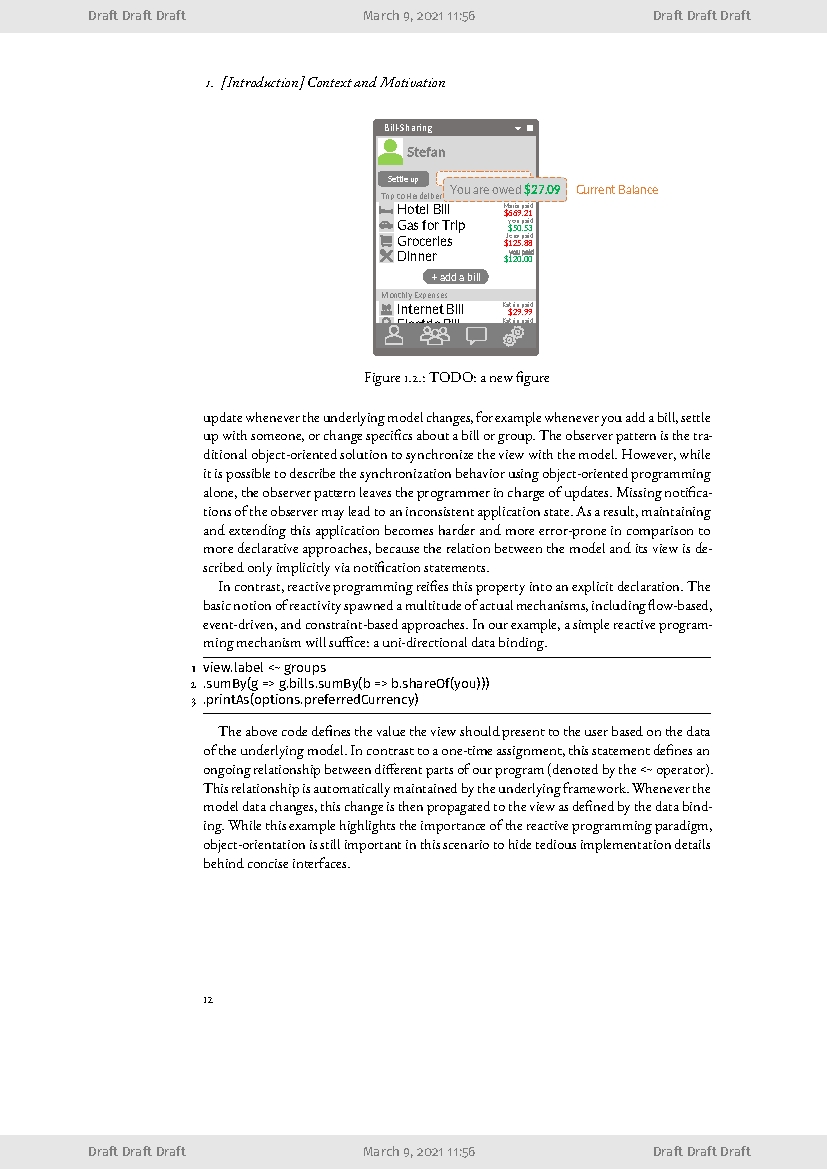 Draft Draft Draft March 9, 2021 11:56 Draft Draft Draft
1. [Introduction] Context and Motivation
Bill-Sharing
Stefan
Settle up
You are owed $27.09 Current Balance
Trip to Heidelber
Hotel Bill Maria paid $669.21
Gas for Trip you paid $50.53
Groceries Jose paid $125.88
Dinner you paid $120.00
+ add a bill
Monthly Expenses
Internet Bill Katrin paid $29.99
Electric Bill Katrin paid
Figure 1.2.: TODO: a new figure
update whenever the underlying model changes, for example whenever you add a bill, settle
up with someone, or change specifics about a bill or group. The observer pattern is the tra-
ditional object-oriented solution to synchronize the view with the model. However, while
it is possible to describe the synchronization behavior using object-oriented programming
alone, the observer pattern leaves the programmer in charge of updates. Missing notifica-
tions of the observer may lead to an inconsistent application state. As a result, maintaining
and extending this application becomes harder and more error-prone in comparison to
more declarative approaches, because the relation between the model and its view is de-
scribed only implicitly via notification statements.
In contrast, reactive programming reifies this property into an explicit declaration. The
basic notion of reactivity spawned a multitude of actual mechanisms, including flow-based,
event-driven, and constraint-based approaches. In our example, a simple reactive program-
ming mechanism will suffice: a uni-directional data binding.
1 view.label <~ groups
2 .sumBy(g => g.bills.sumBy(b => b.shareOf(you)))
3 .printAs(options.preferredCurrency)
The above code defines the value the view should present to the user based on the data
of the underlying model. In contrast to a one-time assignment, this statement defines an
ongoing relationship between different parts of our program (denoted by the <~ operator).
This relationship is automatically maintained by the underlying framework. Whenever the
model data changes, this change is then propagated to the view as defined by the data bind-
ing. While this example highlights the importance of the reactive programming paradigm,
object-orientation is still important in this scenario to hide tedious implementation details
behind concise interfaces.
12
Draft Draft Draft March 9, 2021 11:56 Draft Draft Draft